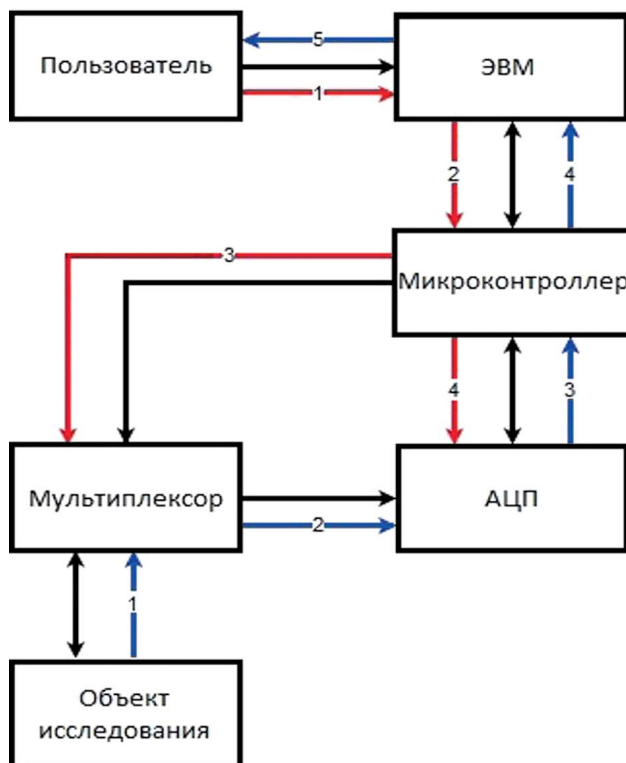 Пользователь
5
1
ЭВМ
2
4
3
Микроконтроллер
4
3
Мультиплексор
2
АЦП
1
Объект
исследования